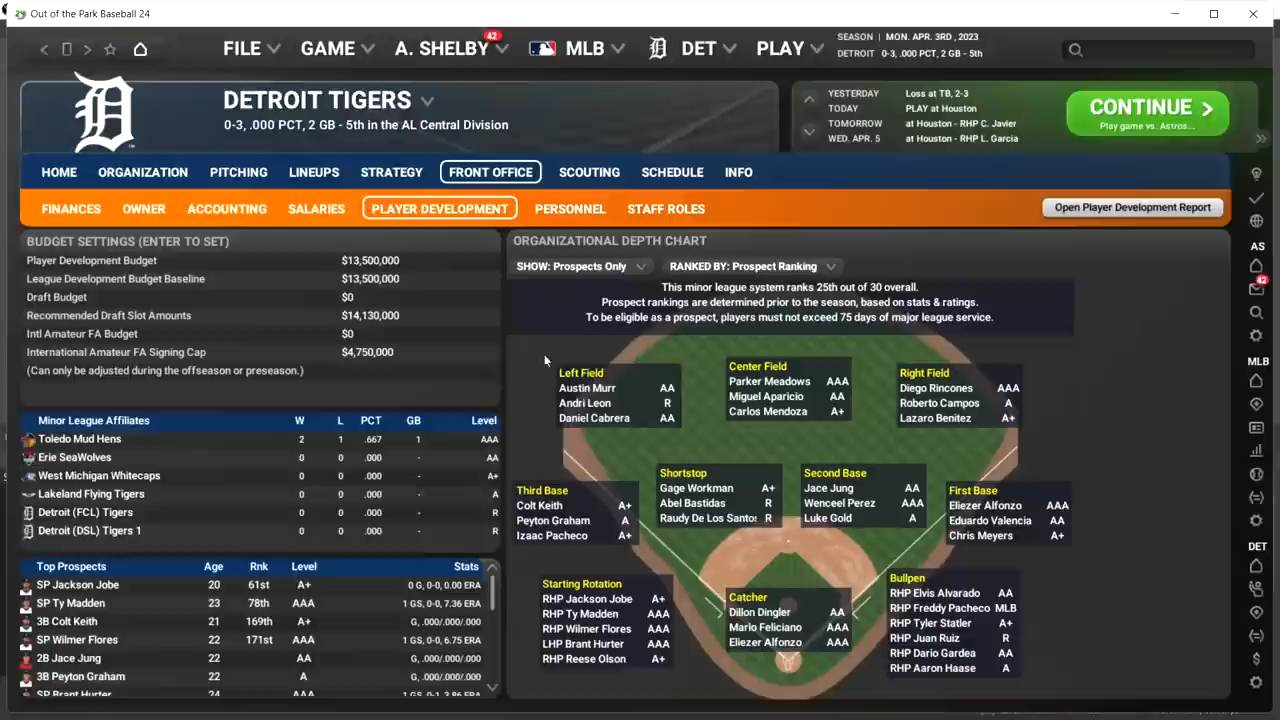 Out of the Park Baseball 24
FILE GAME A. SHELBY 42 MLB DET PLAY
SEASON | MON. APR. 3RD , 2023
DETROIT 0-3, .000 PCT, 2 GB - 5th
DETROIT TIGERS
0-3, .000 PCT, 2 GB - 5th in the AL Central Division
YESTERDAY Loss at TB, 2-3
TODAY PLAY at Houston
TOMORROW at Houston - RHP C. Javier
WED. APR. 5 at Houston - RHP L. Garcia
CONTINUE
Play game vs. Astros...
HOME ORGANIZATION PITCHING LINEUPS STRATEGY FRONT OFFICE SCOUTING SCHEDULE INFO
FINANCES OWNER ACCOUNTING SALARIES PLAYER DEVELOPMENT PERSONNEL STAFF ROLES
Open Player Development Report
BUDGET SETTINGS (ENTER TO SET)
Player Development Budget $13,500,000
League Development Budget Baseline $13,500,000
Draft Budget $0
Recommended Draft Slot Amounts $14,130,000
Intl Amateur FA Budget $0
International Amateur FA Signing Cap $4,750,000
(Can only be adjusted during the offseason or preseason.)
Minor League Affiliates W L PCT GB Level
Toledo Mud Hens 2 1 .667 1 AAA
Erie SeaWolves 0 0 .000 - AA
West Michigan Whitecaps 0 0 .000 - A+
Lakeland Flying Tigers 0 0 .000 - A
Detroit (FCL) Tigers 0 0 .000 - R
Detroit (DSL) Tigers 1 0 0 .000 - R
Top Prospects Age Rnk Level Stats
SP Jackson Jobe 20 61st A+ 0 G, 0-0, 0.00 ERA
SP Ty Madden 23 78th AAA 1 GS, 0-0, 7.36 ERA
3B Colt Keith 21 169th A+ G, .000/.000/.000
SP Wilmer Flores 22 171st AAA 1 GS, 0-0, 6.75 ERA
2B Jace Jung 22 AA G, .000/.000/.000
3B Peyton Graham 22 A G, .000/.000/.000
SP Brant Hurter 24 AAA 1 GS, 0-1, 3.86 ERA
ORGANIZATIONAL DEPTH CHART
SHOW: Prospects Only RANKED BY: Prospect Ranking
This minor league system ranks 25th out of 30 overall.
Prospect rankings are determined prior to the season, based on stats & ratings.
To be eligible as a prospect, players must not exceed 75 days of major league service.
Left Field
Austin Murr AA
Andri Leon R
Daniel Cabrera AA
Center Field
Parker Meadows AAA
Miguel Aparicio AA
Carlos Mendoza A+
Right Field
Diego Rincones AAA
Roberto Campos A
Lazaro Benitez A+
Third Base
Colt Keith A+
Peyton Graham A
Izaac Pacheco A+
Shortstop
Gage Workman A+
Abel Bastidas R
Raudy De Los Santos R
Second Base
Jace Jung AA
Wenceel Perez AAA
Luke Gold A
First Base
Eliezer Alfonzo AAA
Eduardo Valencia AA
Chris Meyers A+
Starting Rotation
RHP Jackson Jobe A+
RHP Ty Madden AAA
RHP Wilmer Flores AAA
LHP Brant Hurter AAA
RHP Reese Olson A+
Catcher
Dillon Dingler AA
Mario Feliciano AAA
Eliezer Alfonzo AAA
Bullpen
RHP Elvis Alvarado AA
RHP Freddy Pacheco MLB
RHP Tyler Statler A+
RHP Juan Ruiz R
RHP Dario Gardea AA
RHP Aaron Haase A
AS
42
MLB
DET